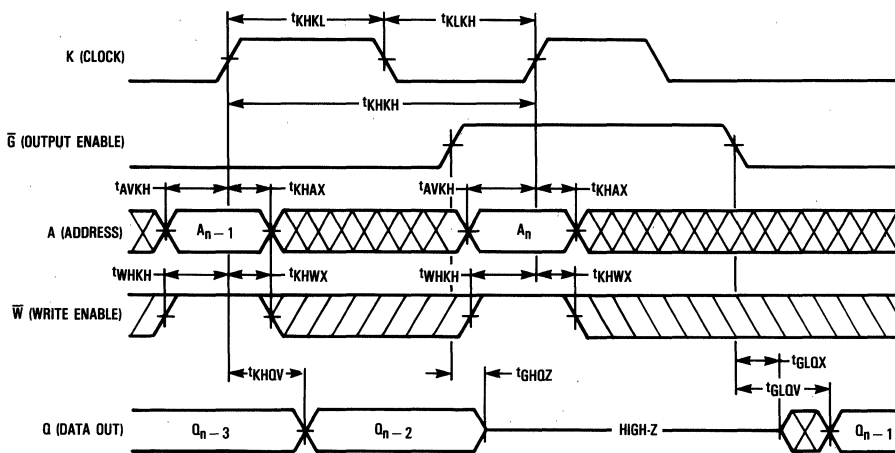 tKHKL
tKLKH
K (CLOCK)
tKHKH
G̅ (OUTPUT ENABLE)
tAVKH
tKHAX
tAVKH
tKHAX
A (ADDRESS)
An−1
An
tWHKH
tKHWX
tWHKH
tKHWX
W̅ (WRITE ENABLE)
tKHQV
tGHQZ
tGLQX
tGLQV
Q (DATA OUT)
Qn−3
Qn−2
HIGH-Z
Qn−1